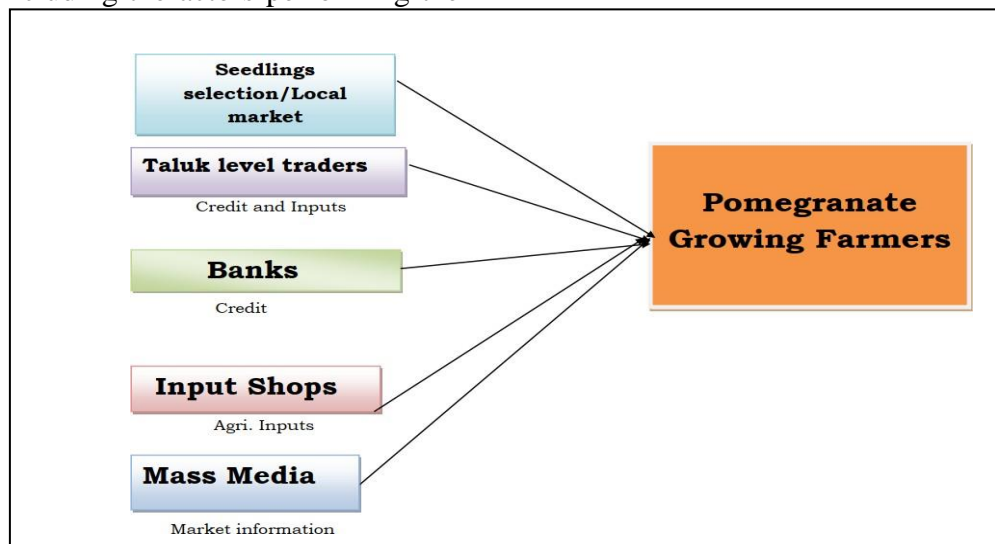 Seedlings
selection/Local
market
Taluk level traders
Credit and Inputs
Banks
Credit
Input Shops
Agri. Inputs
Mass Media
Market information
Pomegranate
Growing Farmers